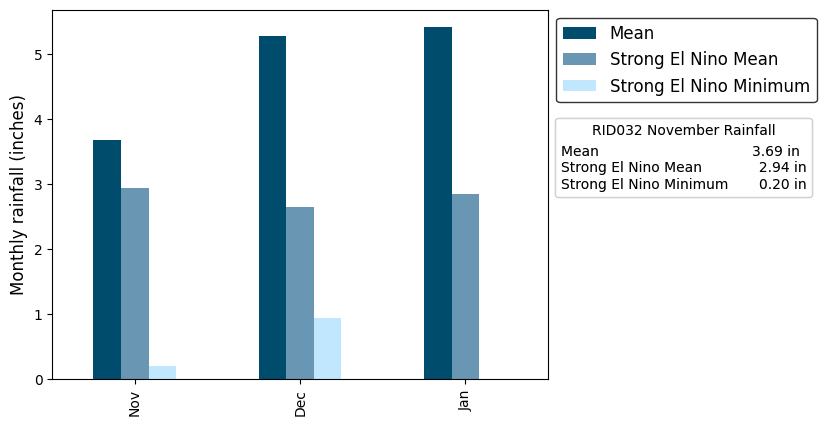 Monthly rainfall (inches)
5
4
3
2
1
0
Nov
Dec
Jan
Mean
Strong El Nino Mean
Strong El Nino Minimum
RID032 November Rainfall
Mean 3.69 in
Strong El Nino Mean 2.94 in
Strong El Nino Minimum 0.20 in